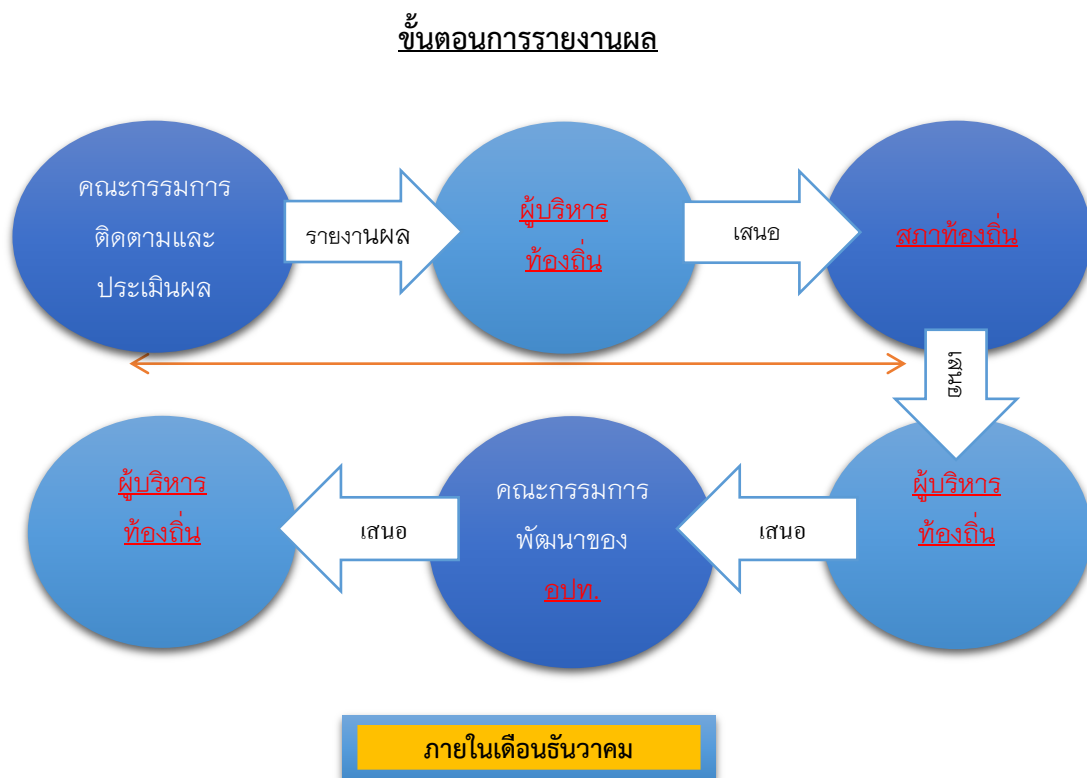 ขั้นตอนการรายงานผล
คณะกรรมการ
ติดตามและ
ประเมินผล
รายงานผล
ผู้บริหาร
ท้องถิ่น
เสนอ
สภาท้องถิ่น
เสนอ
ผู้บริหาร
ท้องถิ่น
เสนอ
คณะกรรมการ
พัฒนาของ
อปท.
เสนอ
ผู้บริหาร
ท้องถิ่น
ภายในเดือนธันวาคม